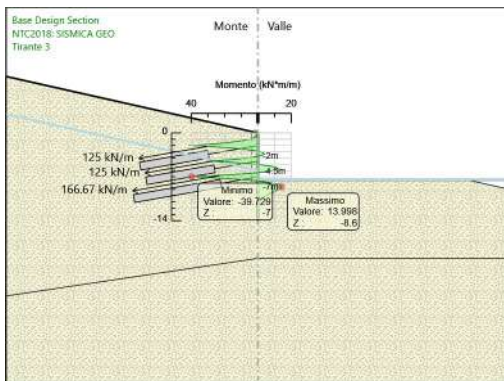 Base Design Section
NTC2018: SISMICA GEO
Tirante 3
Monte
Valle
Momento (kN*m/m)
40
0
20
0
125 kN/m
-2m
125 kN/m
4.5m
166.67 kN/m
-7m
-14
Minimo
Valore: -39.729
Z : -7
Massimo
Valore: 13.998
Z : -8.6